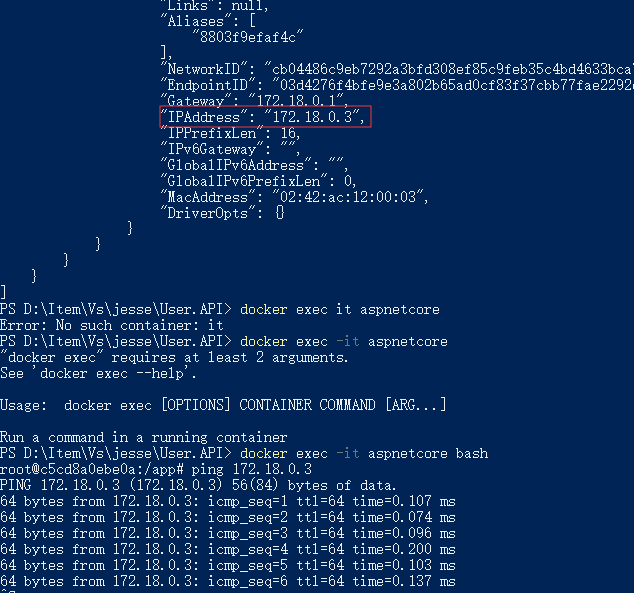 "Links": null,
"Aliases": [
"8803f9efaf4c"
],
"NetworkID": "cb04486c9eb7292a3bfd308ef85c9feb35c4bd4633bca7
"EndpointID": "03d4276f4bfe9e3a802b65ad0cf83f37cbb77fae2292
"Gateway": "172.18.0.1",
"IPAddress": "172.18.0.3",
"IPPrefixLen": 16,
"IPv6Gateway": "",
"GlobalIPv6Address": "",
"GlobalIPv6PrefixLen": 0,
"MacAddress": "02:42:ac:12:00:03",
"DriverOpts": {}
}
}
}
}
]
PS D:\Item\Vs\jesse\User.API> docker exec it aspnetcore
Error: No such container: it
PS D:\Item\Vs\jesse\User.API> docker exec -it aspnetcore
"docker exec" requires at least 2 arguments.
See 'docker exec --help'.
Usage:  docker exec [OPTIONS] CONTAINER COMMAND [ARG...]
Run a command in a running container
PS D:\Item\Vs\jesse\User.API> docker exec -it aspnetcore bash
root@c5cd8a0ebe0a:/app# ping 172.18.0.3
PING 172.18.0.3 (172.18.0.3) 56(84) bytes of data.
64 bytes from 172.18.0.3: icmp_seq=1 ttl=64 time=0.107 ms
64 bytes from 172.18.0.3: icmp_seq=2 ttl=64 time=0.074 ms
64 bytes from 172.18.0.3: icmp_seq=3 ttl=64 time=0.096 ms
64 bytes from 172.18.0.3: icmp_seq=4 ttl=64 time=0.200 ms
64 bytes from 172.18.0.3: icmp_seq=5 ttl=64 time=0.103 ms
64 bytes from 172.18.0.3: icmp_seq=6 ttl=64 time=0.137 ms